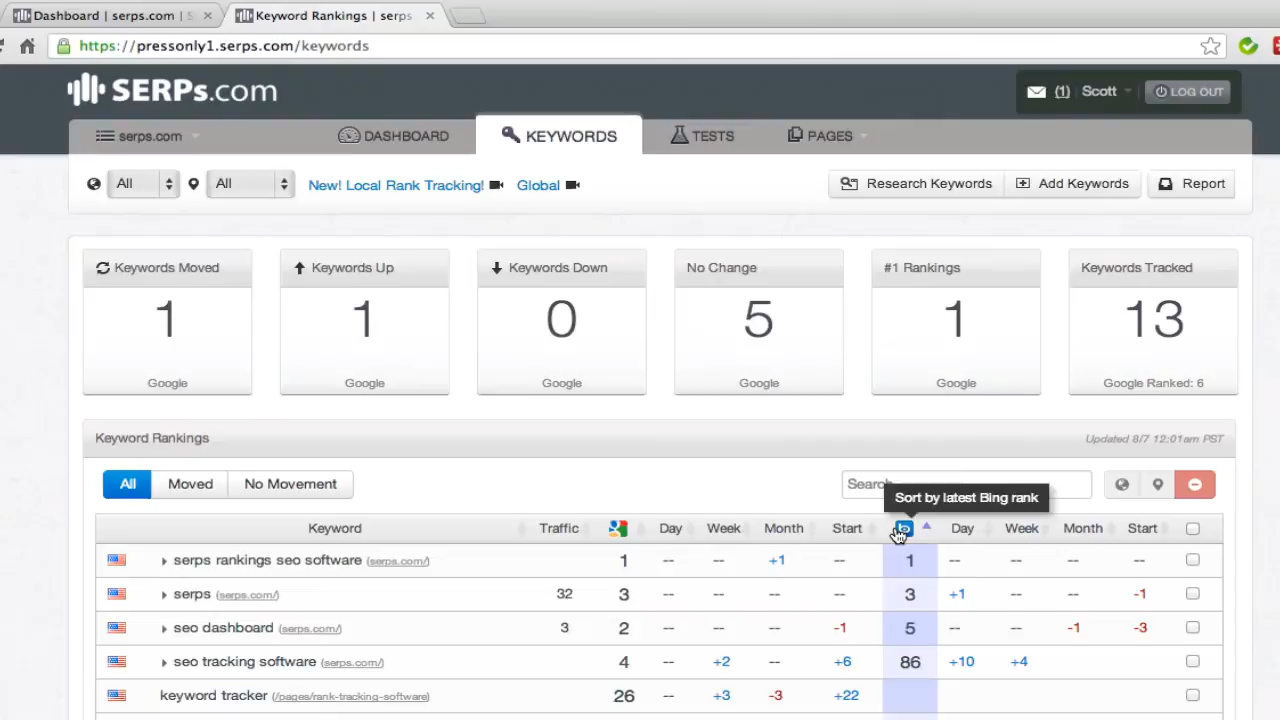 Dashboard | serps.com | S
Keyword Rankings | serps
https://pressonly1.serps.com/keywords
SERPs.com
(1) Scott LOG OUT
serps.com DASHBOARD KEYWORDS TESTS PAGES
All All New! Local Rank Tracking! Global Research Keywords Add Keywords Report
Keywords Moved Keywords Up Keywords Down No Change #1 Rankings Keywords Tracked
1 1 0 5 1 13
Google Google Google Google Google Google Ranked: 6
Keyword Rankings Updated 8/7 12:01am PST
All Moved No Movement Search
Sort by latest Bing rank
Keyword Traffic Day Week Month Start Day Week Month Start
serps rankings seo software (serps.com/) 1 -- -- +1 -- 1 -- -- -- --
serps (serps.com/) 32 3 -- -- -- -- 3 +1 -- -- -1
seo dashboard (serps.com/) 3 2 -- -- -- -1 5 -- -- -1 -3
seo tracking software (serps.com/) 4 -- +2 -- +6 86 +10 +4
keyword tracker (/pages/rank-tracking-software) 26 -- +3 -3 +22